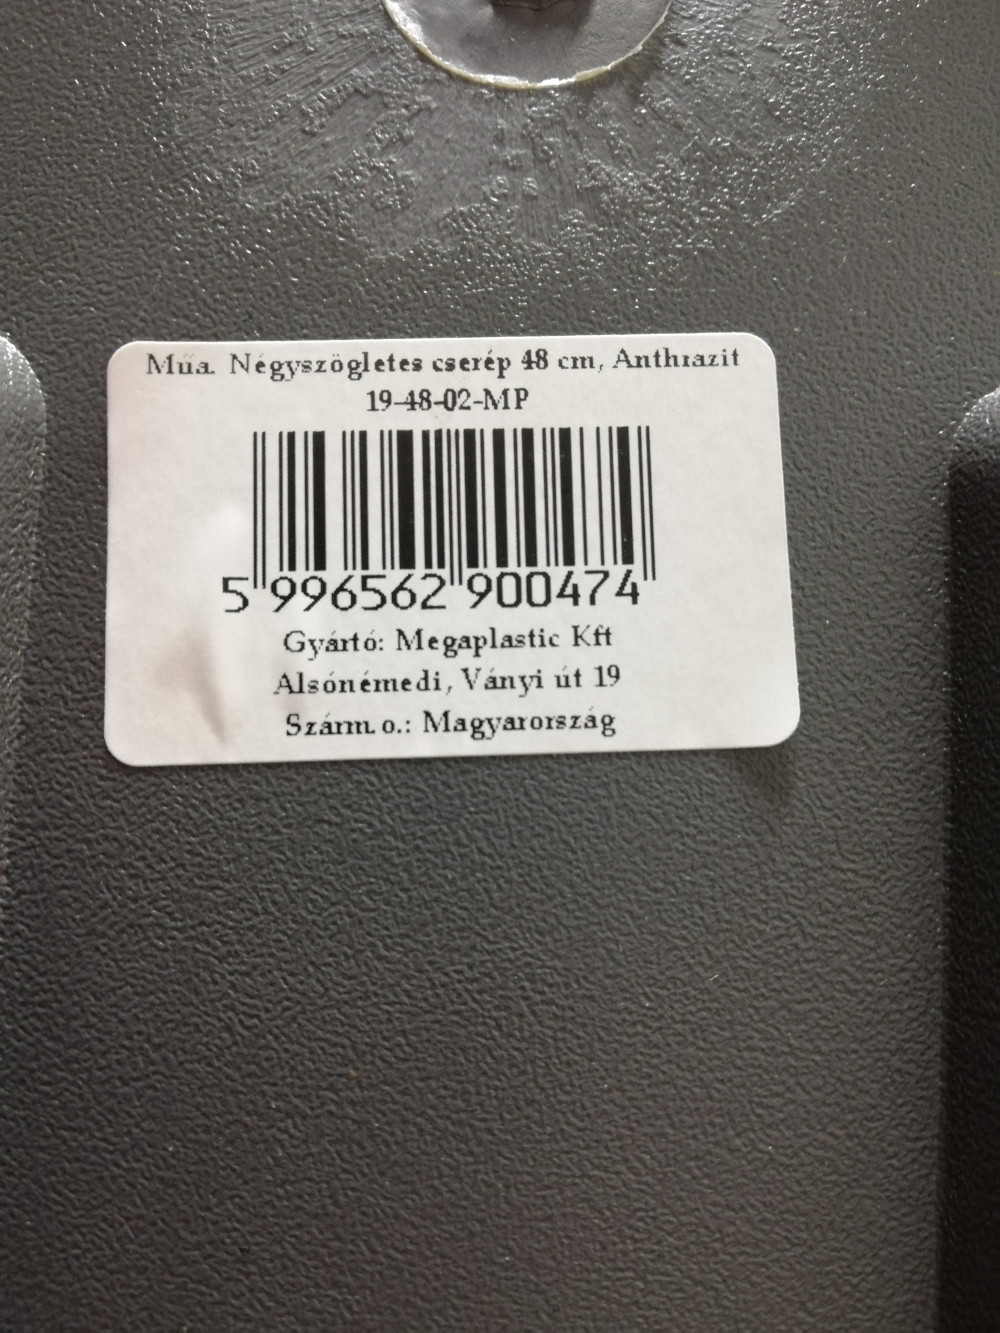 Műa. Négyszögletes cserép 48 cm, Anthrazit
19-48-02-MP
5 996562 900474
Gyártó: Megaplastic Kft
Alsónémedi, Ványi út 19
Szárm. o.: Magyarország